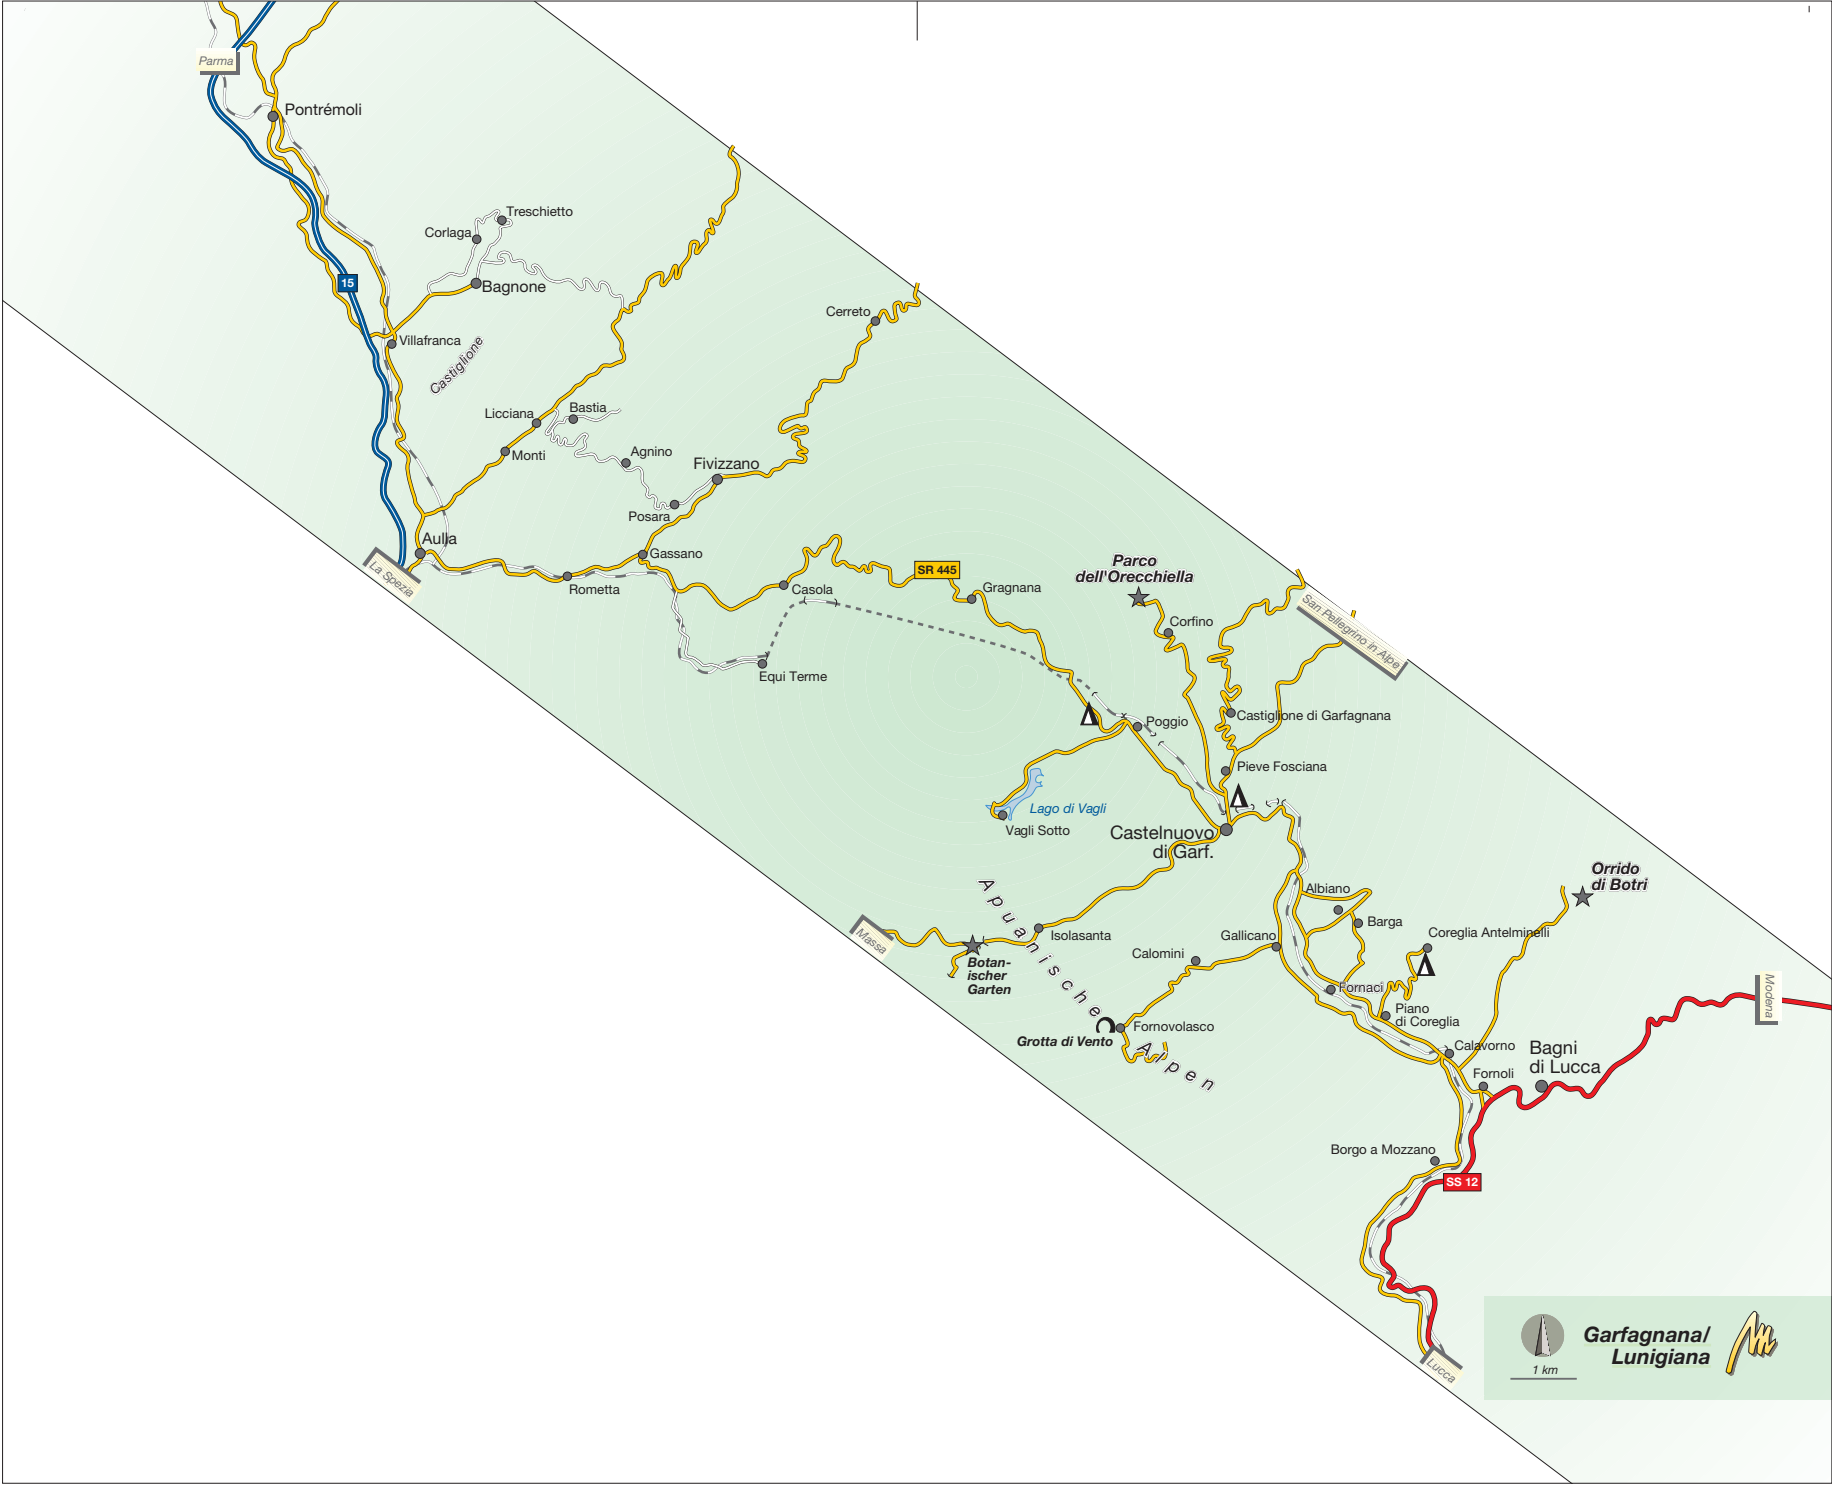 Parma
Pontrémoli
Treschietto
Corlaga
15
Bagnone
Cerreto
Villafranca
Castiglione
Licciana
Bastia
Monti
Agnino
Fivizzano
Posara
Aulla
La Spezia
Gassano
Rometta
Casola
SR 445
Gragnana
Parco
dell'Orecchiella
Corfino
San Pellegrino in Alpe
Equi Terme
Poggio
Castiglione di Garfagnana
Pieve Fosciana
Lago di Vagli
Vagli Sotto
Castelnuovo
di Garf.
Orrido
di Botri
Apuanische
Alpen
Albiano
Barga
Massa
Isolasanta
Gallicano
Coreglia Antelminelli
Calomini
Botan-
ischer
Garten
Fornaci
Modena
Piano
di Coreglia
Fornovolasco
Grotta di Vento
Calavorno
Bagni
di Lucca
Fornoli
Borgo a Mozzano
SS 12
Lucca
1 km
Garfagnana/
Lunigiana